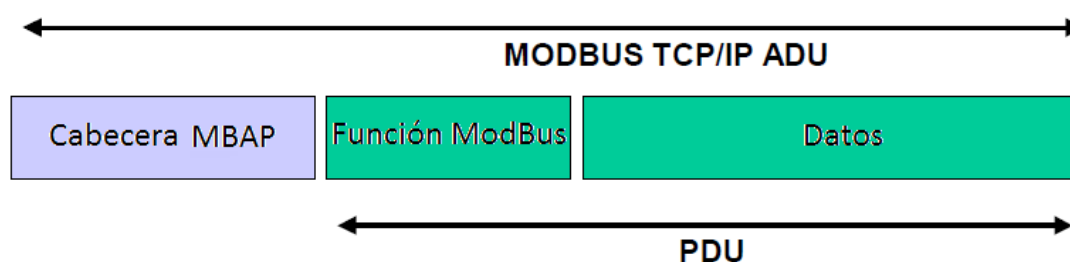 MODBUS TCP/IP ADU
Cabecera MBAP
Función ModBus
Datos
PDU